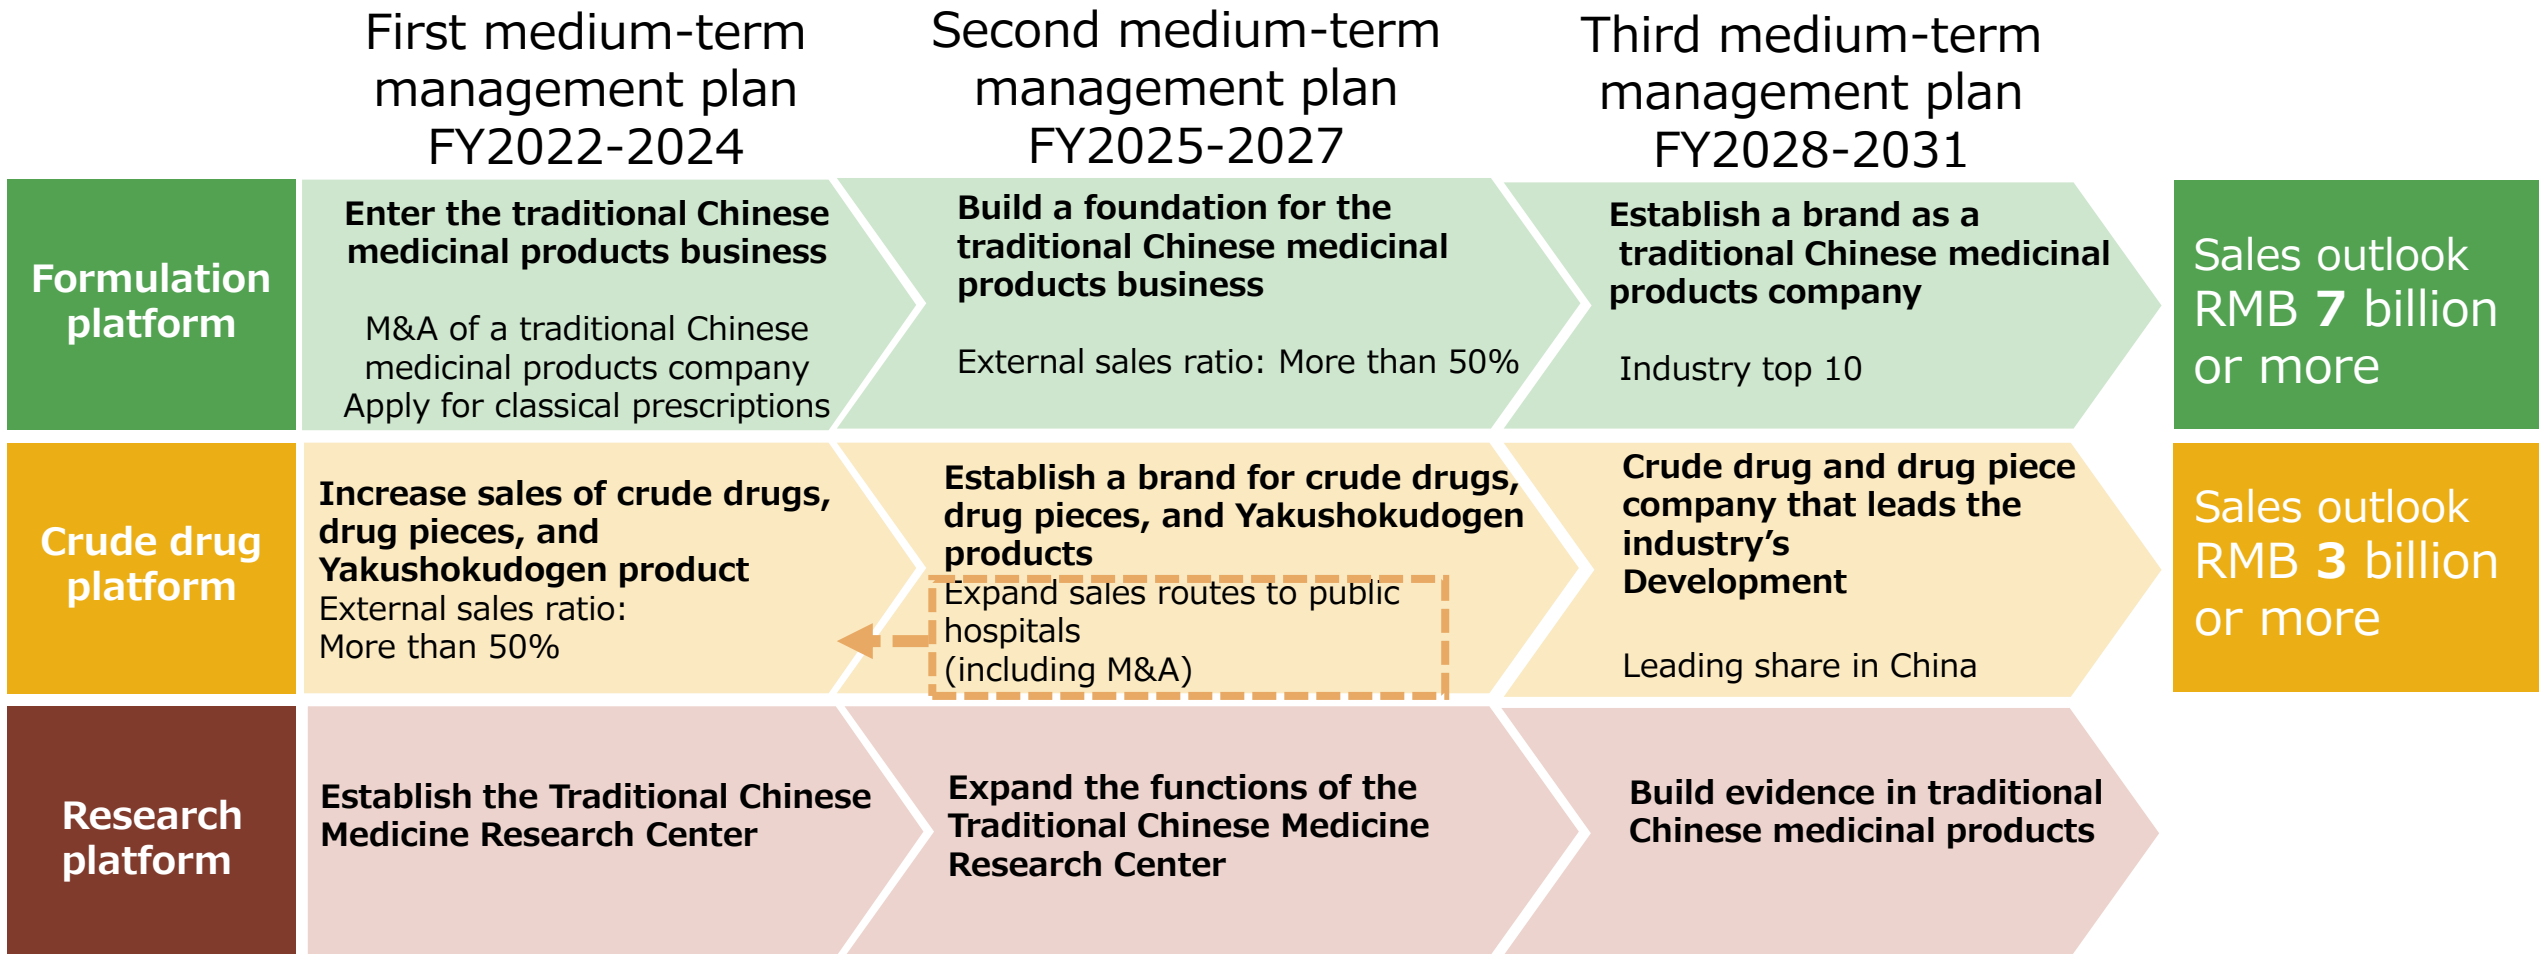 First medium-term
management plan
FY2022-2024
Second medium-term
management plan
FY2025-2027
Third medium-term
management plan
FY2028-2031
Formulation
platform
Enter the traditional Chinese
medicinal products business
M&A of a traditional Chinese
medicinal products company
Apply for classical prescriptions
Build a foundation for the
traditional Chinese medicinal
products business
External sales ratio: More than 50%
Establish a brand as a
traditional Chinese medicinal
products company
Industry top 10
Sales outlook
RMB 7 billion
or more
Crude drug
platform
Increase sales of crude drugs,
drug pieces, and
Yakushokudogen product
External sales ratio:
More than 50%
Establish a brand for crude drugs,
drug pieces, and Yakushokudogen
products
Expand sales routes to public
hospitals
(including M&A)
Crude drug and drug piece
company that leads the
industry’s
Development
Leading share in China
Sales outlook
RMB 3 billion
or more
Research
platform
Establish the Traditional Chinese
Medicine Research Center
Expand the functions of the
Traditional Chinese Medicine
Research Center
Build evidence in traditional
Chinese medicinal products